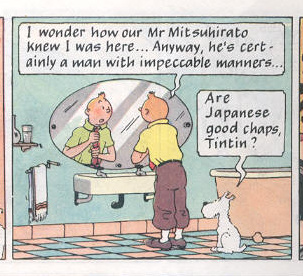 I wonder how our Mr Mitsuhirato
knew I was here... Anyway, he's cert-
ainly a man with impeccable manners...
Are
Japanese
good chaps,
Tintin?